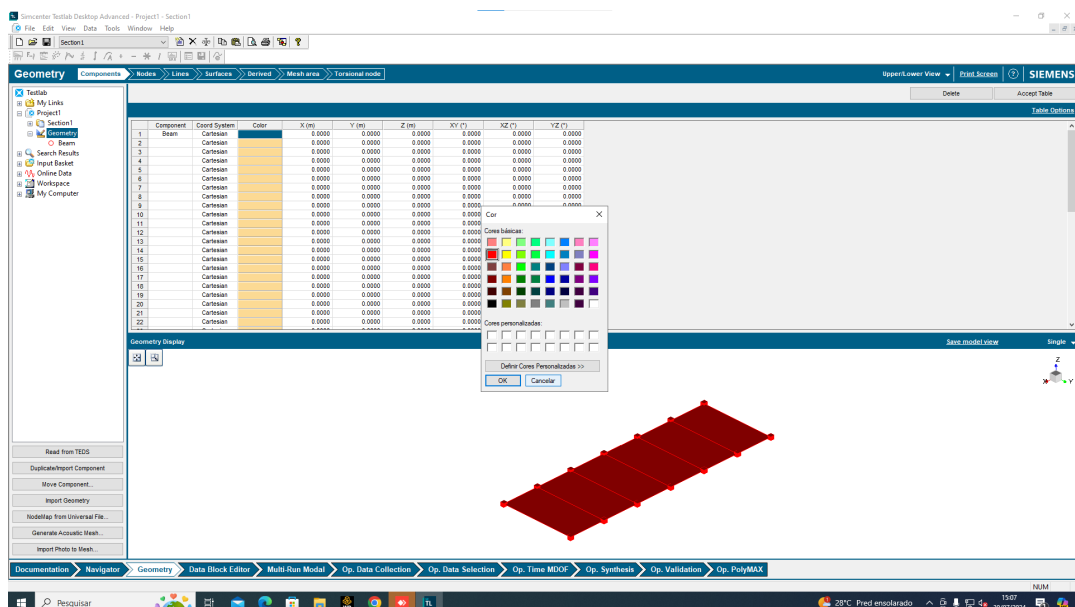 Simcenter Testlab Desktop Advanced - Project1 - Section1
File Edit View Data Tools Window Help
Section1
Geometry Components Nodes Lines Surfaces Derived Mesh area Torsional node Upper/Lower View Print Screen ? SIEMENS
Delete Accept Table
Table Options
Testlab
My Links
Project1
Section1
Geometry
Beam
Search Results
Input Basket
Online Data
Workspace
My Computer
Component Coord System Color X (m) Y (m) Z (m) XY (°) XZ (°) YZ (°)
1 Beam Cartesian 0.0000 0.0000 0.0000 0.0000 0.0000 0.0000
2 Cartesian 0.0000 0.0000 0.0000 0.0000 0.0000 0.0000
3 Cartesian 0.0000 0.0000 0.0000 0.0000 0.0000 0.0000
4 Cartesian 0.0000 0.0000 0.0000 0.0000 0.0000 0.0000
5 Cartesian 0.0000 0.0000 0.0000 0.0000 0.0000 0.0000
6 Cartesian 0.0000 0.0000 0.0000 0.0000 0.0000 0.0000
7 Cartesian 0.0000 0.0000 0.0000 0.0000 0.0000 0.0000
8 Cartesian 0.0000 0.0000 0.0000 0.0000 0.0000 0.0000
9 Cartesian 0.0000 0.0000 0.0000 0.0000 0.0000 0.0000
10 Cartesian 0.0000 0.0000 0.0000 0.0000
11 Cartesian 0.0000 0.0000 0.0000 0.0000
12 Cartesian 0.0000 0.0000 0.0000 0.0000
13 Cartesian 0.0000 0.0000 0.0000 0.0000
14 Cartesian 0.0000 0.0000 0.0000 0.0000
15 Cartesian 0.0000 0.0000 0.0000 0.0000
16 Cartesian 0.0000 0.0000 0.0000 0.0000
17 Cartesian 0.0000 0.0000 0.0000 0.0000
18 Cartesian 0.0000 0.0000 0.0000 0.0000
19 Cartesian 0.0000 0.0000 0.0000 0.0000
20 Cartesian 0.0000 0.0000 0.0000 0.0000
21 Cartesian 0.0000 0.0000 0.0000 0.0000
22 Cartesian 0.0000 0.0000 0.0000 0.0000
Cor
Cores básicas:
Cores personalizadas:
Definir Cores Personalizadas >>
OK Cancelar
Geometry Display Save model view Single
Z
X Y
Read from TEDS
Duplicate/Import Component
Move Component...
Import Geometry
NodeMap from Universal File...
Generate Acoustic Mesh...
Import Photo to Mesh...
Documentation Navigator Geometry Data Block Editor Multi-Run Modal Op. Data Collection Op. Data Selection Op. Time MDOF Op. Synthesis Op. Validation Op. PolyMAX
NUM
Pesquisar
TL
28°C Pred ensolarado
15:07